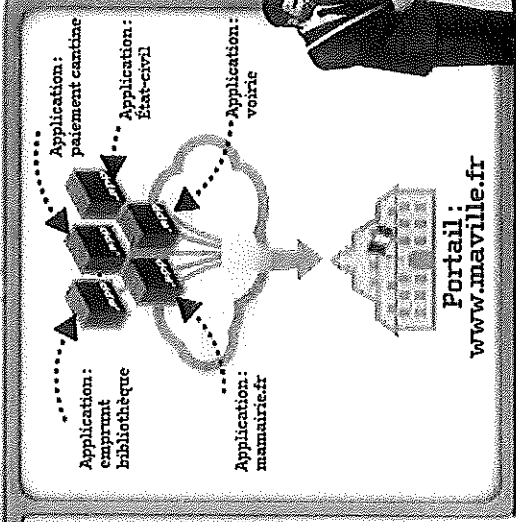 Application:
emprunt
bibliothèque
Application:
paiement cantine
Application:
État-civil
Application:
mamairie.fr
Application:
voirie
Portail:
www.maville.fr